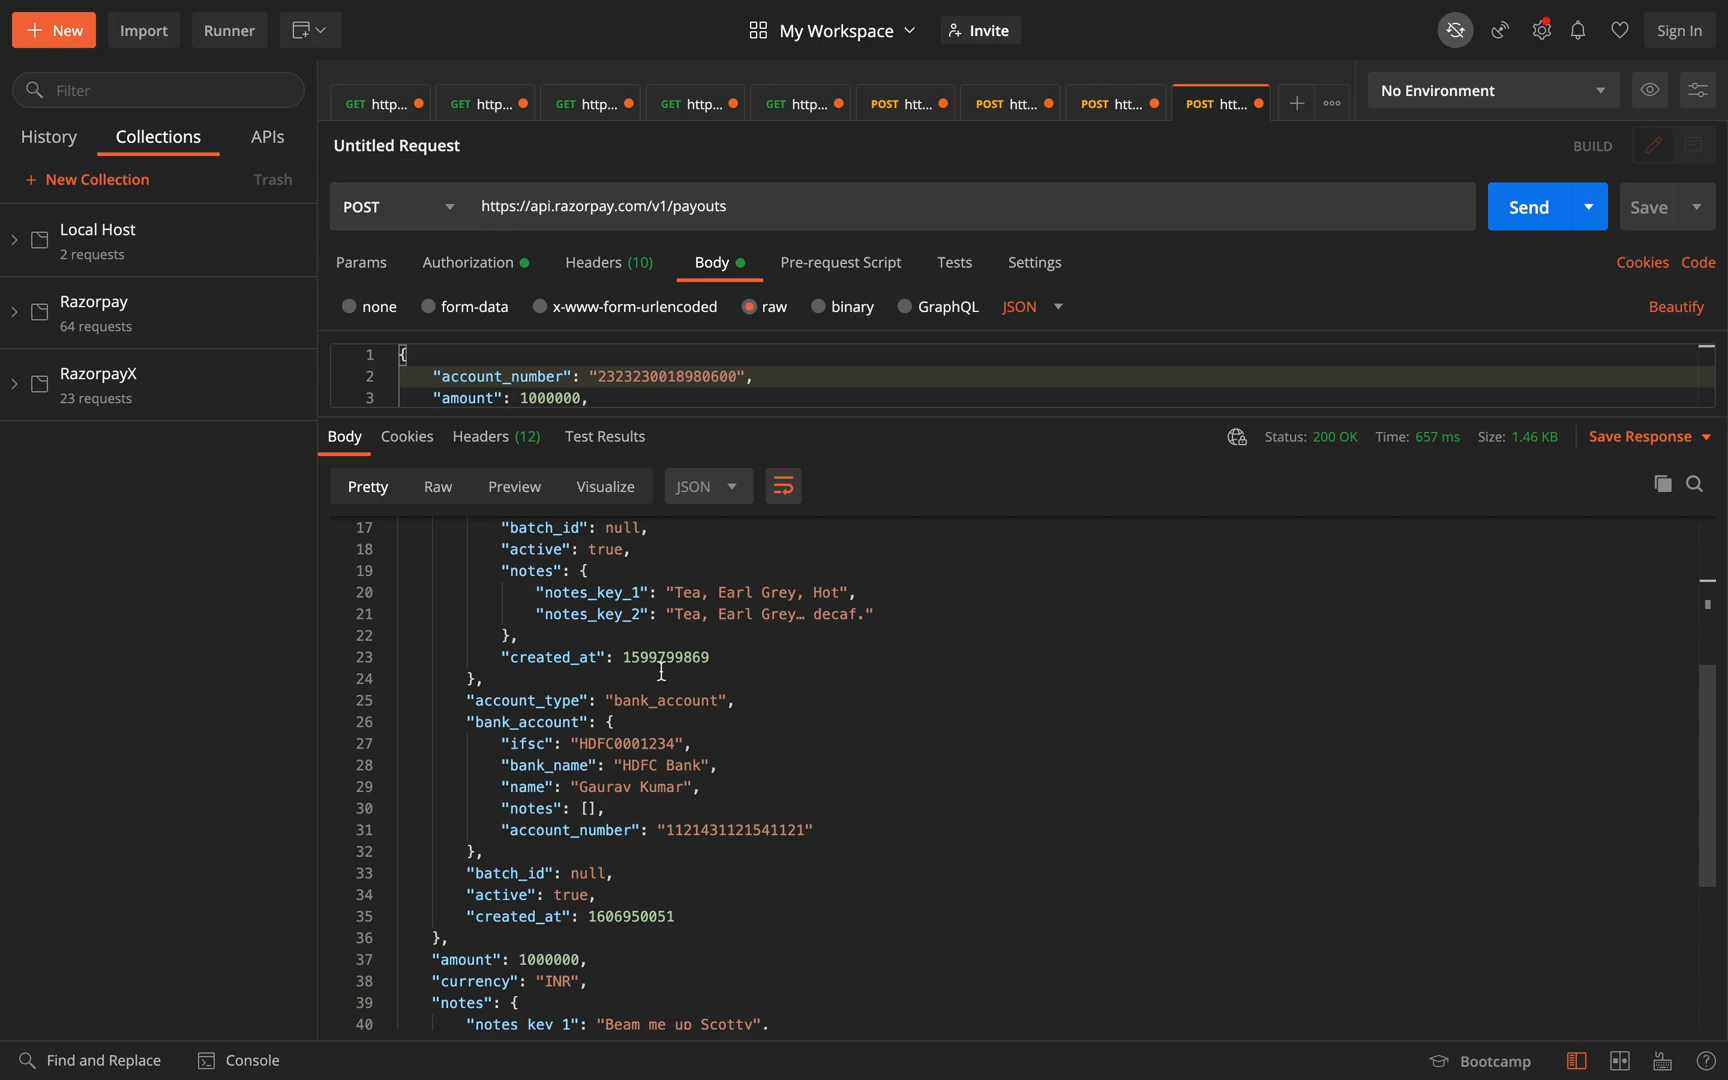 New Import Runner My Workspace Invite Sign In
Filter
GET http... GET http... GET http... GET http... GET http... POST htt... POST htt... POST htt... POST htt... No Environment
History Collections APIs
Untitled Request BUILD
+ New Collection Trash
POST https://api.razorpay.com/v1/payouts Send Save
Local Host
2 requests
Params Authorization Headers (10) Body Pre-request Script Tests Settings Cookies Code
Razorpay
64 requests
none form-data x-www-form-urlencoded raw binary GraphQL JSON Beautify
RazorpayX
23 requests
1 {
2 "account_number": "2323230018980600",
3 "amount": 1000000,
Body Cookies Headers (12) Test Results Status: 200 OK Time: 657 ms Size: 1.46 KB Save Response
Pretty Raw Preview Visualize JSON
17 "batch_id": null,
18 "active": true,
19 "notes": {
20 "notes_key_1": "Tea, Earl Grey, Hot",
21 "notes_key_2": "Tea, Earl Grey… decaf."
22 },
23 "created_at": 1599799869
24 },
25 "account_type": "bank_account",
26 "bank_account": {
27 "ifsc": "HDFC0001234",
28 "bank_name": "HDFC Bank",
29 "name": "Gaurav Kumar",
30 "notes": [],
31 "account_number": "1121431121541121"
32 },
33 "batch_id": null,
34 "active": true,
35 "created_at": 1606950051
36 },
37 "amount": 1000000,
38 "currency": "INR",
39 "notes": {
40 "notes_key_1": "Beam me up Scotty",
Find and Replace Console Bootcamp